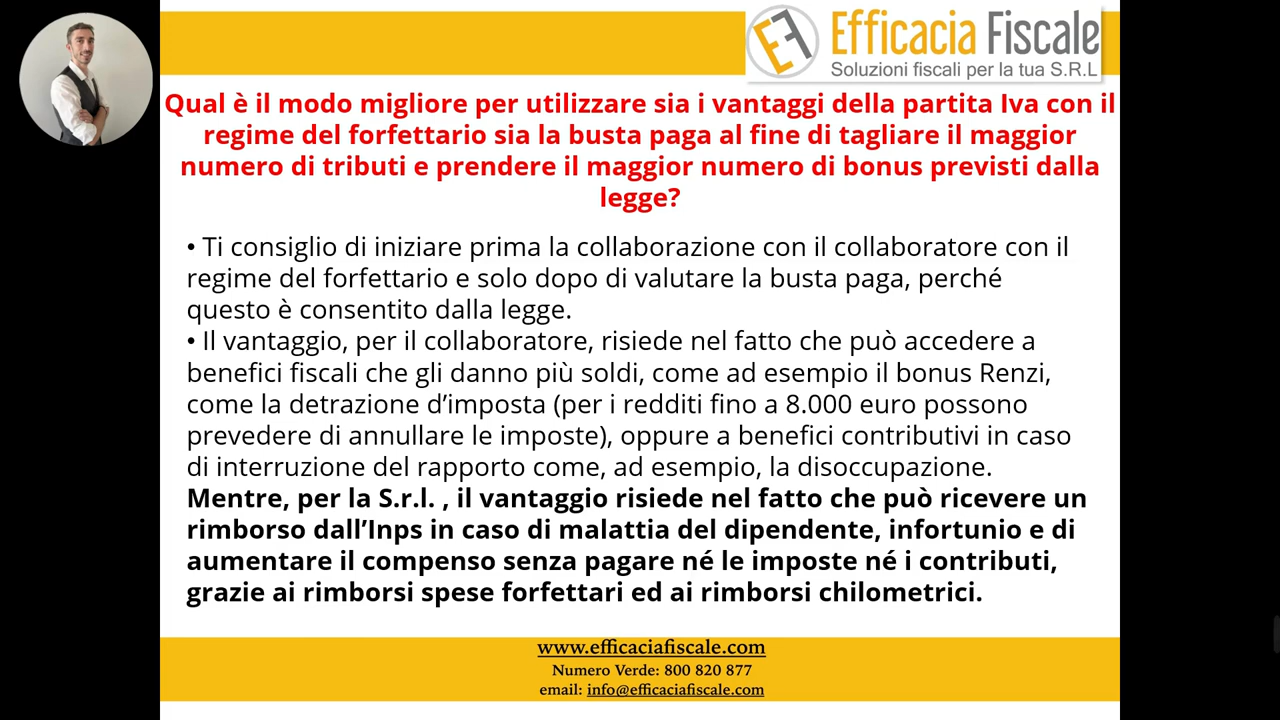 Efficacia Fiscale
Soluzioni fiscali per la tua S.R.L
Qual è il modo migliore per utilizzare sia i vantaggi della partita Iva con il
regime del forfettario sia la busta paga al fine di tagliare il maggior
numero di tributi e prendere il maggior numero di bonus previsti dalla
legge?
• Ti consiglio di iniziare prima la collaborazione con il collaboratore con il
regime del forfettario e solo dopo di valutare la busta paga, perché
questo è consentito dalla legge.
• Il vantaggio, per il collaboratore, risiede nel fatto che può accedere a
benefici fiscali che gli danno più soldi, come ad esempio il bonus Renzi,
come la detrazione d’imposta (per i redditi fino a 8.000 euro possono
prevedere di annullare le imposte), oppure a benefici contributivi in caso
di interruzione del rapporto come, ad esempio, la disoccupazione.
Mentre, per la S.r.l. , il vantaggio risiede nel fatto che può ricevere un
rimborso dall’Inps in caso di malattia del dipendente, infortunio e di
aumentare il compenso senza pagare né le imposte né i contributi,
grazie ai rimborsi spese forfettari ed ai rimborsi chilometrici.
www.efficaciafiscale.com
Numero Verde: 800 820 877
email: info@efficaciafiscale.com